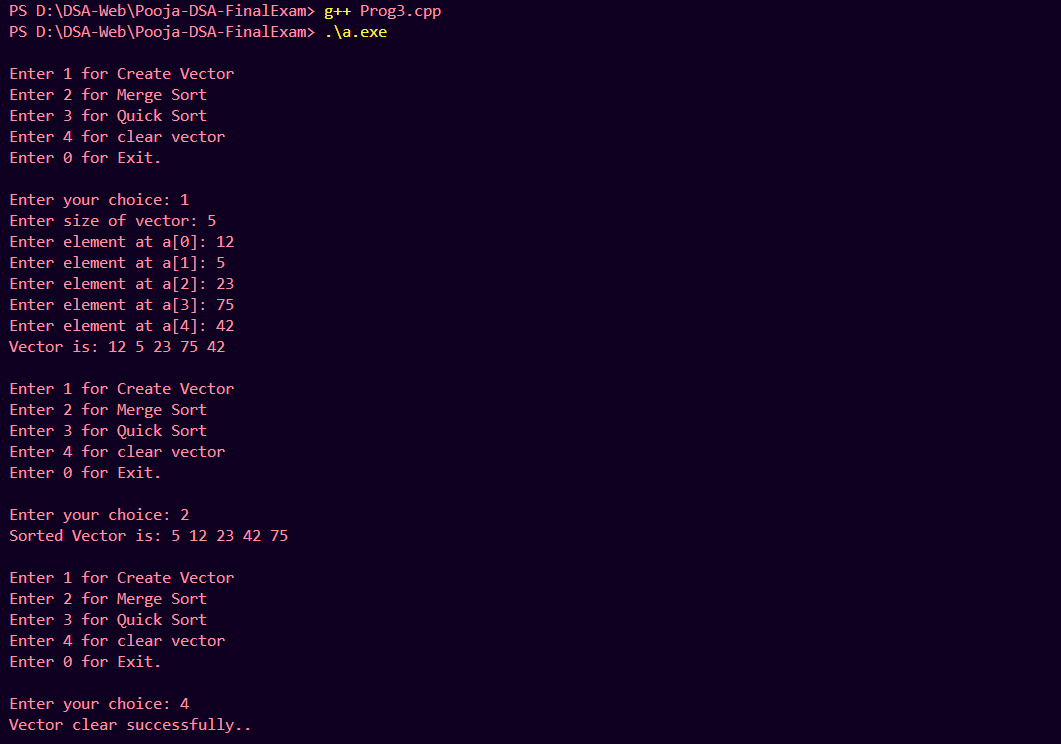 PS D:\DSA-Web\Pooja-DSA-FinalExam> g++ Prog3.cpp
PS D:\DSA-Web\Pooja-DSA-FinalExam> .\a.exe
Enter 1 for Create Vector
Enter 2 for Merge Sort
Enter 3 for Quick Sort
Enter 4 for clear vector
Enter 0 for Exit.
Enter your choice: 1
Enter size of vector: 5
Enter element at a[0]: 12
Enter element at a[1]: 5
Enter element at a[2]: 23
Enter element at a[3]: 75
Enter element at a[4]: 42
Vector is: 12 5 23 75 42
Enter 1 for Create Vector
Enter 2 for Merge Sort
Enter 3 for Quick Sort
Enter 4 for clear vector
Enter 0 for Exit.
Enter your choice: 2
Sorted Vector is: 5 12 23 42 75
Enter 1 for Create Vector
Enter 2 for Merge Sort
Enter 3 for Quick Sort
Enter 4 for clear vector
Enter 0 for Exit.
Enter your choice: 4
Vector clear successfully..